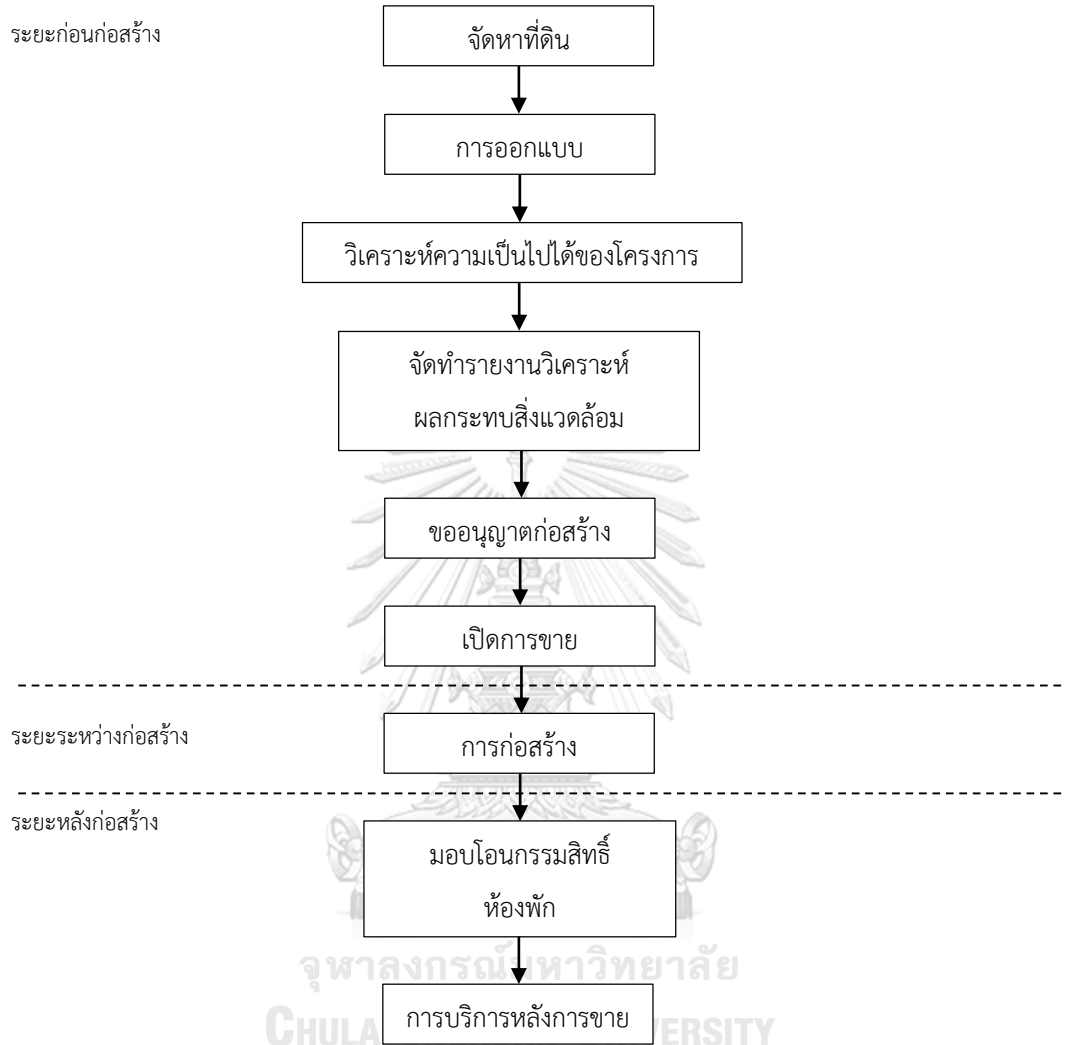 ระยะก่อนก่อสร้าง
จัดหาที่ดิน
การออกแบบ
วิเคราะห์ความเป็นไปได้ของโครงการ
จัดทำรายงานวิเคราะห์
ผลกระทบสิ่งแวดล้อม
ขออนุญาตก่อสร้าง
เปิดการขาย
ระยะระหว่างก่อสร้าง
การก่อสร้าง
ระยะหลังก่อสร้าง
มอบโอนกรรมสิทธิ์
ห้องพัก
จุฬาลงกรณ์มหาวิทยาลัย
การบริการหลังการขาย